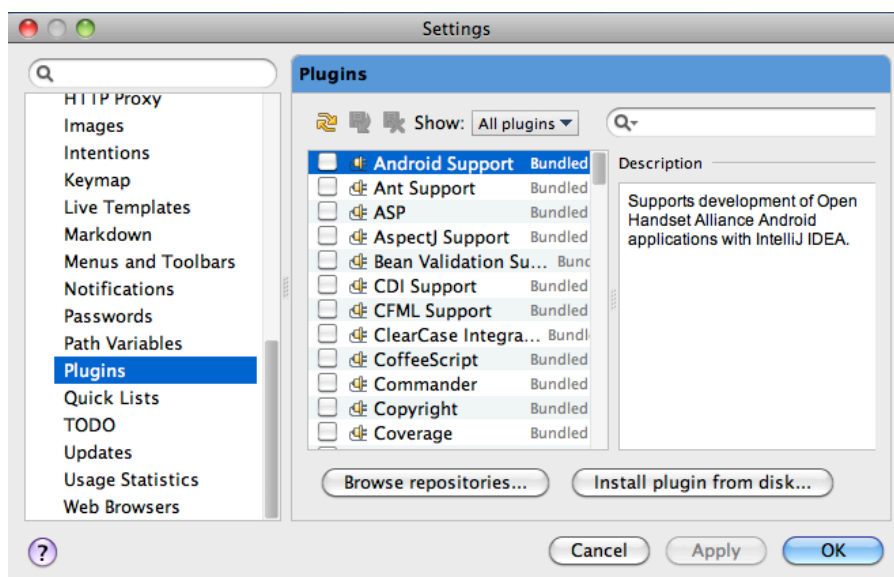 Settings
HTTP Proxy
Images
Intentions
Keymap
Live Templates
Markdown
Menus and Toolbars
Notifications
Passwords
Path Variables
Plugins
Quick Lists
TODO
Updates
Usage Statistics
Web Browsers
Plugins
Show: All plugins
Android Support Bundled
Ant Support Bundled
ASP Bundled
AspectJ Support Bundled
Bean Validation Su... Bund
CDI Support Bundled
CFML Support Bundled
ClearCase Integra... Bundl
CoffeeScript Bundled
Commander Bundled
Copyright Bundled
Coverage Bundled
Description
Supports development of Open
Handset Alliance Android
applications with IntelliJ IDEA.
Browse repositories...
Install plugin from disk...
?
Cancel
Apply
OK